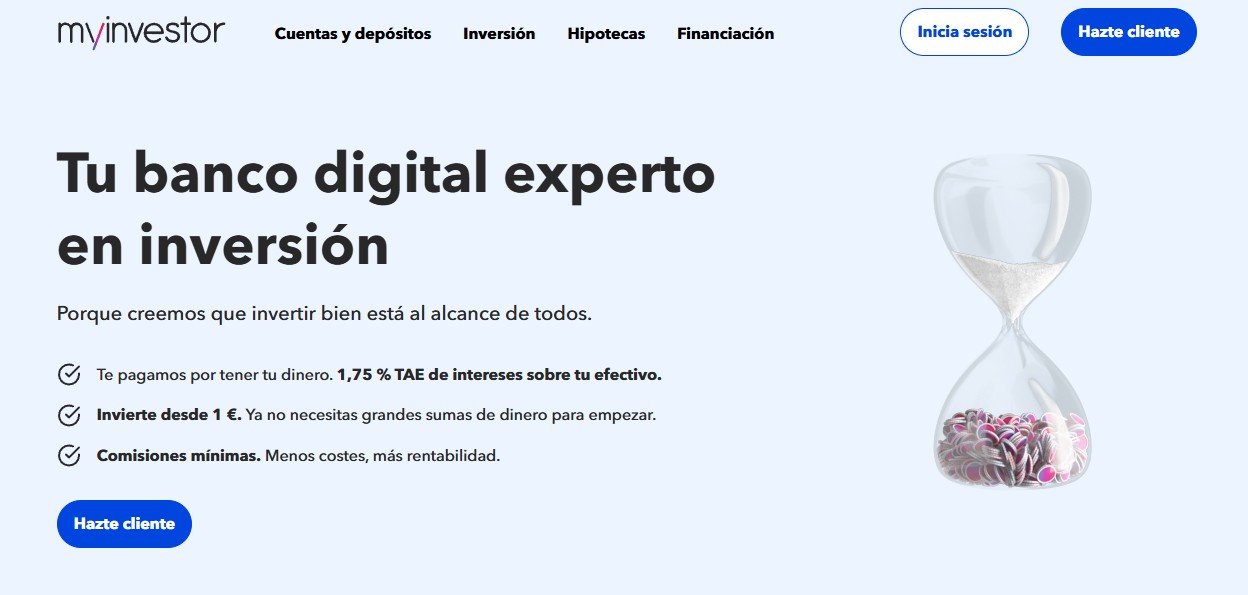 myinvestor
Cuentas y depósitos
Inversión
Hipotecas
Financiación
Inicia sesión
Hazte cliente
Tu banco digital experto
en inversión
Porque creemos que invertir bien está al alcance de todos.
Te pagamos por tener tu dinero. 1,75 % TAE de intereses sobre tu efectivo.
Invierte desde 1 €. Ya no necesitas grandes sumas de dinero para empezar.
Comisiones mínimas. Menos costes, más rentabilidad.
Hazte cliente